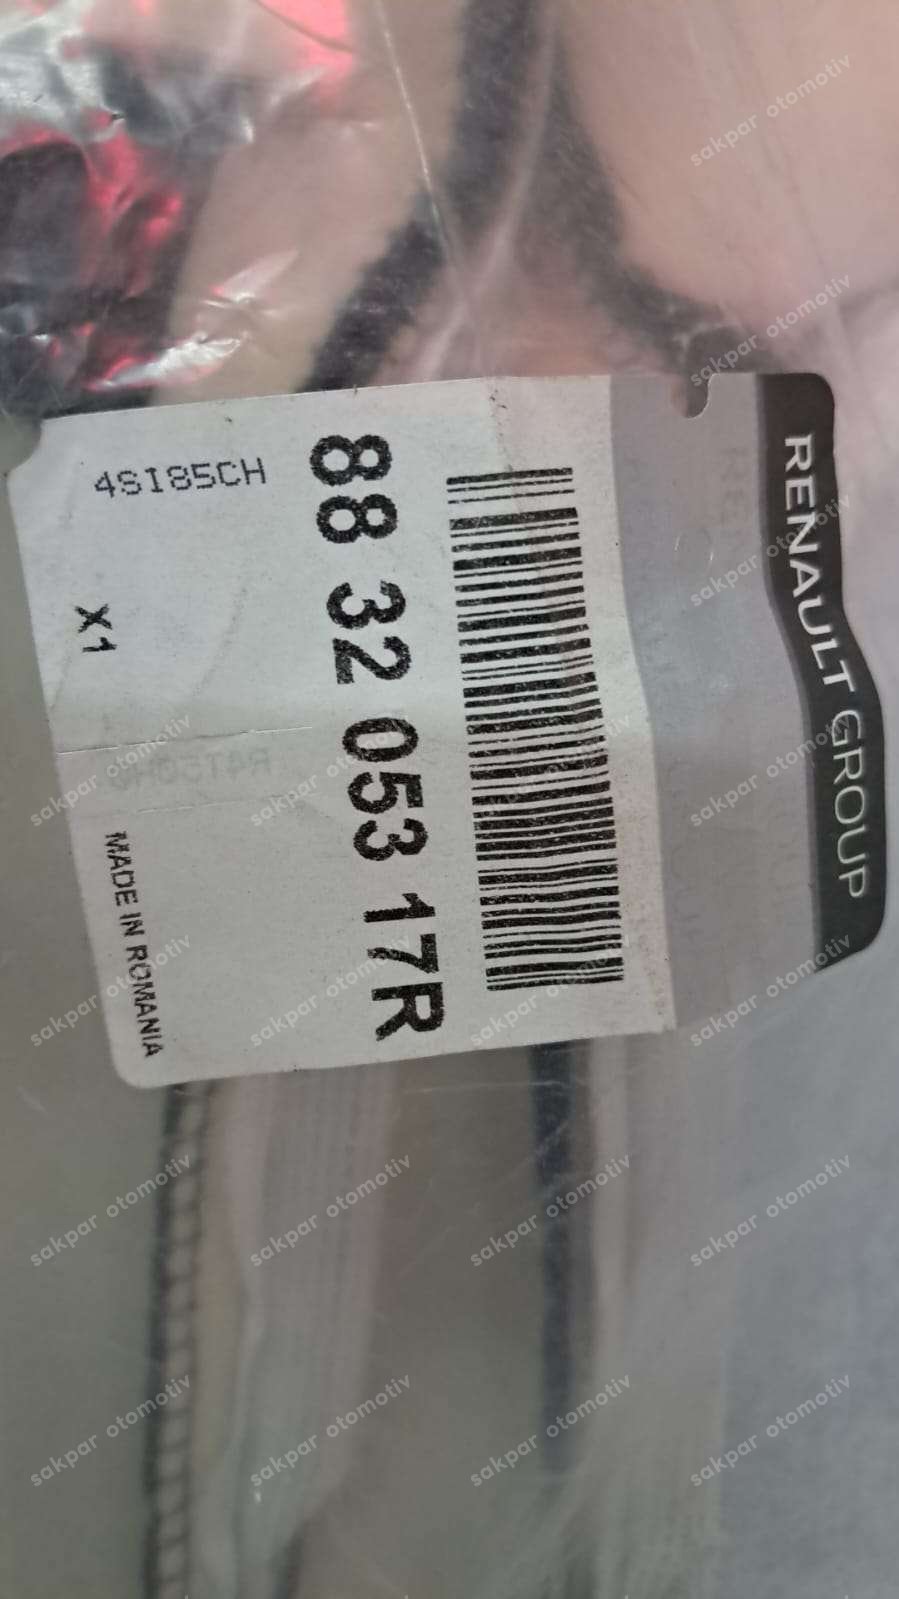 RENAULT GROUP
88 32 053 17R
4SI85CH
X1
MADE IN ROMANIA
sakpar otomotiv